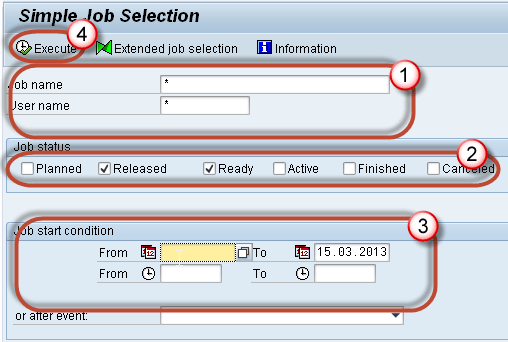 Simple Job Selection
Execute 4 Extended job selection Information
1
Job name *
User name *
Job status
2
Planned Released Ready Active Finished Canceled
3
Job start condition
From To 15.03.2013
From To
or after event: